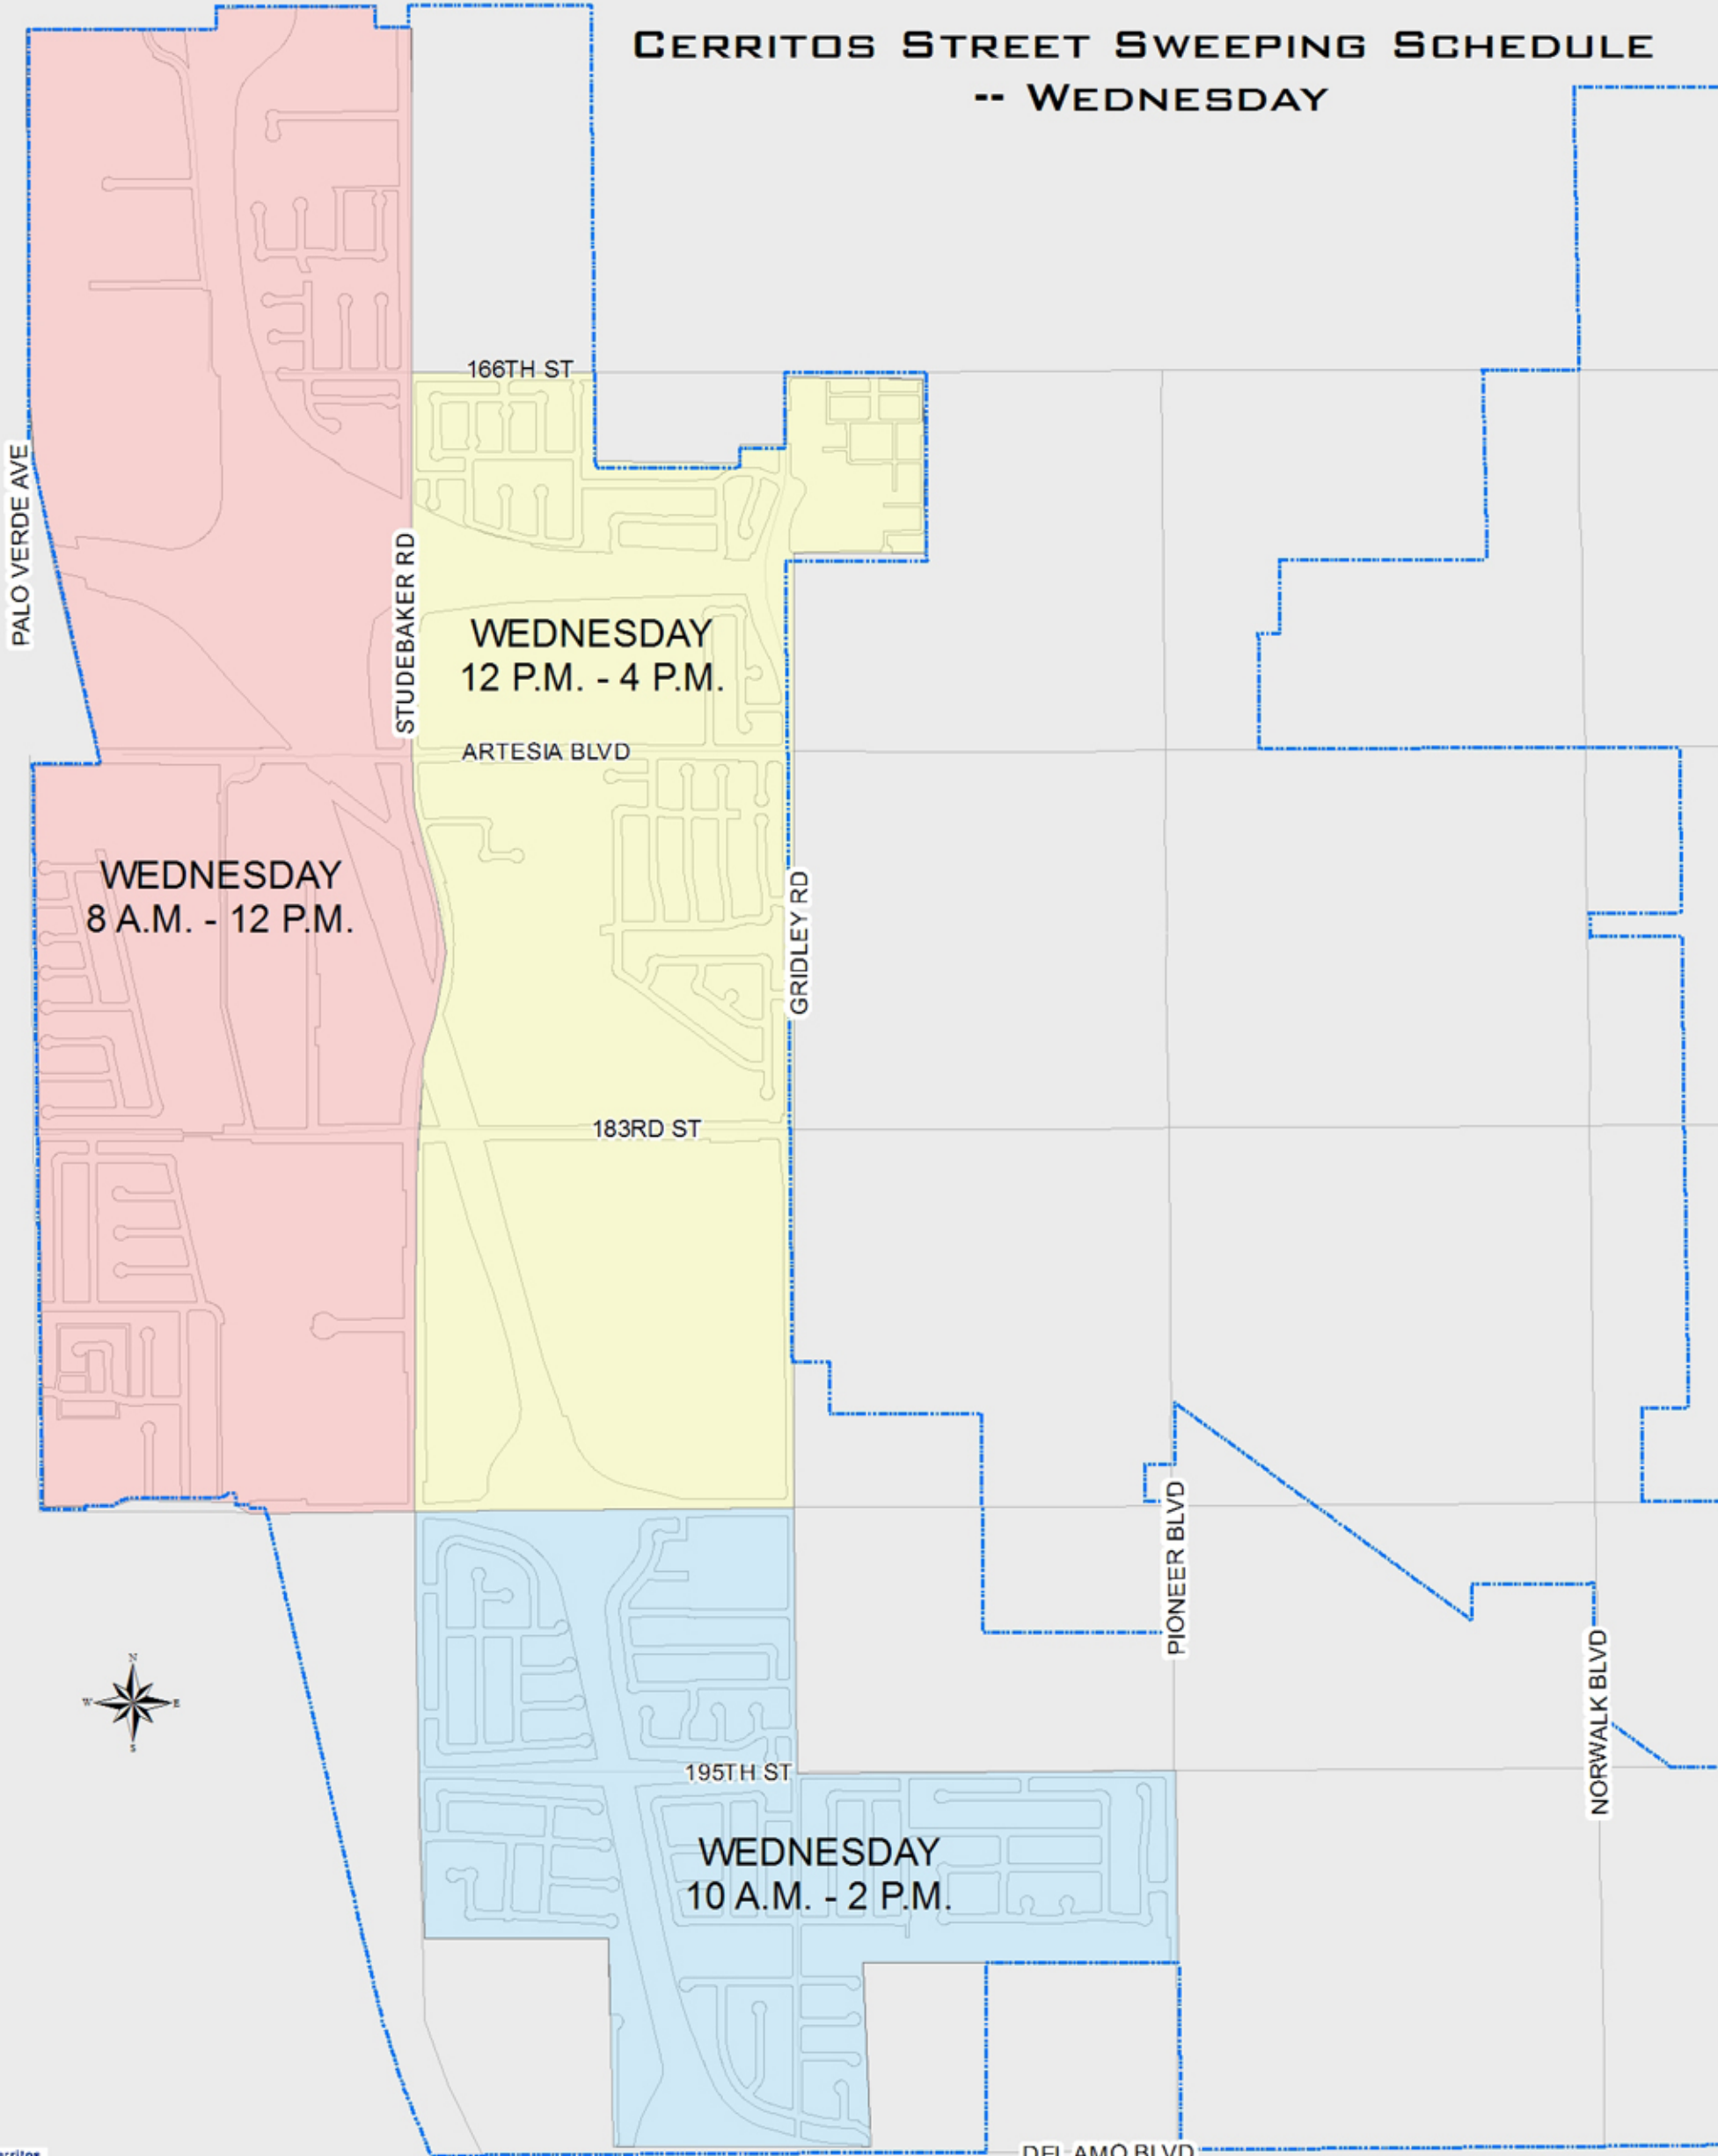 CERRITOS STREET SWEEPING SCHEDULE
-- WEDNESDAY
166TH ST
PALO VERDE AVE
STUDEBAKER RD
WEDNESDAY
12 P.M. - 4 P.M.
ARTESIA BLVD
WEDNESDAY
8 A.M. - 12 P.M.
GRIDLEY RD
183RD ST
PIONEER BLVD
NORWALK BLVD
N
W E
S
195TH ST
WEDNESDAY
10 A.M. - 2 P.M.
DEL AMO BLVD